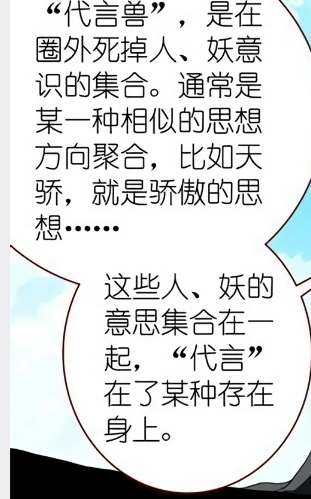 “代言兽”，是在
圈外死掉人、妖意
识的集合。通常是
某一种相似的思想
方向聚合，比如天
骄，就是骄傲的思
想……
这些人、妖的
意思集合在一
起，“代言”
在了某种存在
身上。